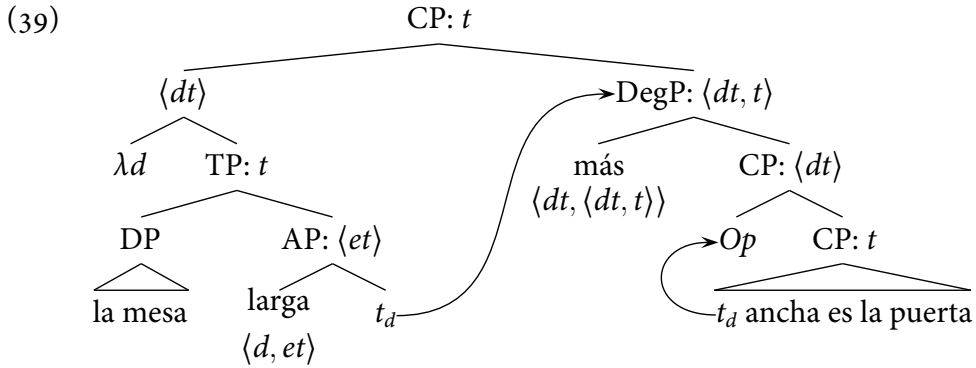 (39) CP: t
⟨dt⟩ DegP: ⟨dt, t⟩
λd TP: t más CP: ⟨dt⟩
⟨dt, ⟨dt, t⟩⟩
DP AP: ⟨et⟩ Op CP: t
la mesa larga t_d t_d ancha es la puerta
⟨d, et⟩